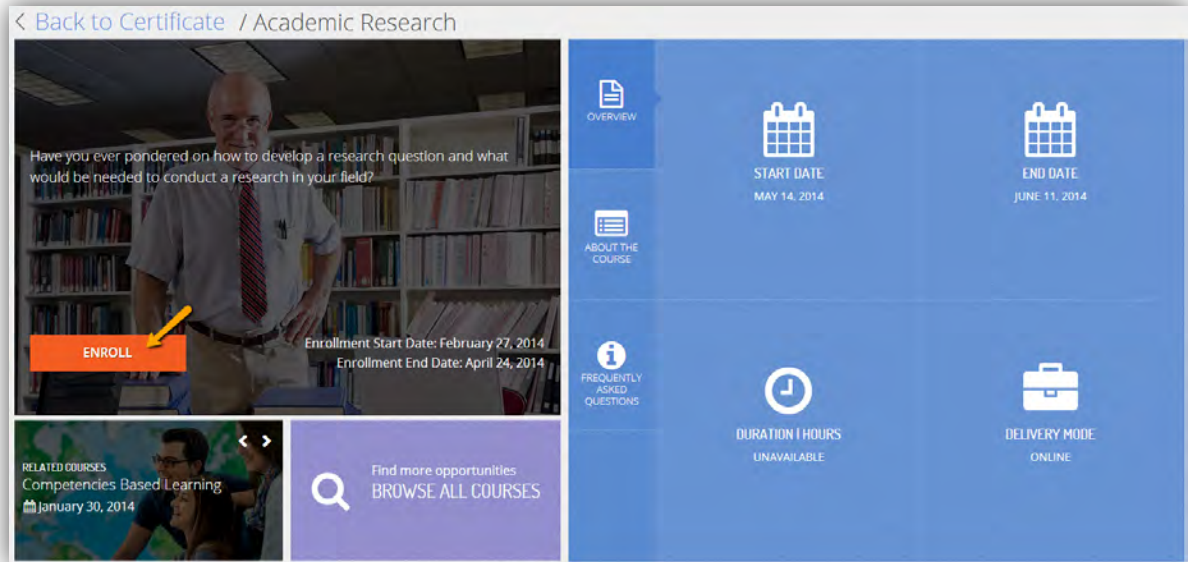 < Back to Certificate / Academic Research
Have you ever pondered on how to develop a research question and what
would be needed to conduct a research in your field?
ENROLL
Enrollment Start Date: February 27, 2014
Enrollment End Date: April 24, 2014
RELATED COURSES
Competencies Based Learning
January 30, 2014
Find more opportunities
BROWSE ALL COURSES
OVERVIEW
ABOUT THE
COURSE
FREQUENTLY
ASKED
QUESTIONS
START DATE
MAY 14, 2014
END DATE
JUNE 11, 2014
DURATION | HOURS
UNAVAILABLE
DELIVERY MODE
ONLINE